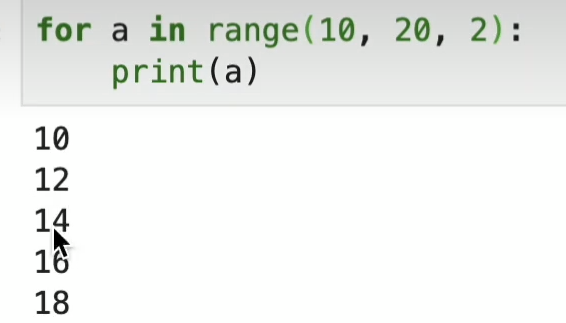 for a in range(10, 20, 2):
    print(a)
10
12
14
16
18